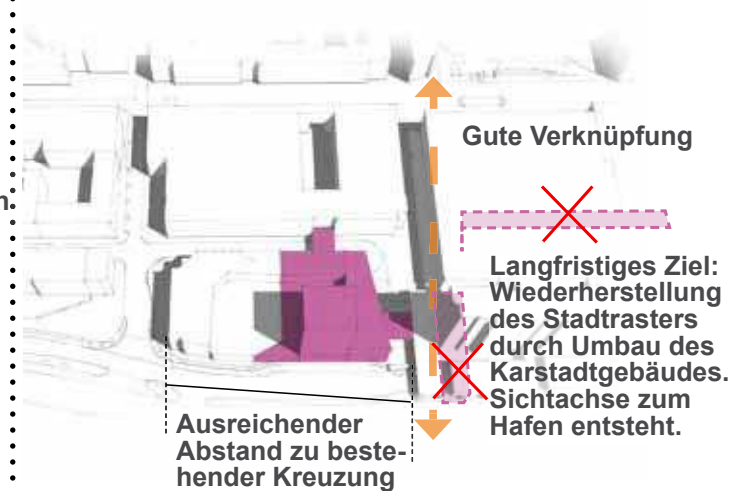 n.
Gute Verknüpfung
Langfristiges Ziel:
Wiederherstellung
des Stadtrasters
durch Umbau des
Karstadtgebäudes.
Sichtachse zum
Hafen entsteht.
Ausreichender
Abstand zu beste-
hender Kreuzung